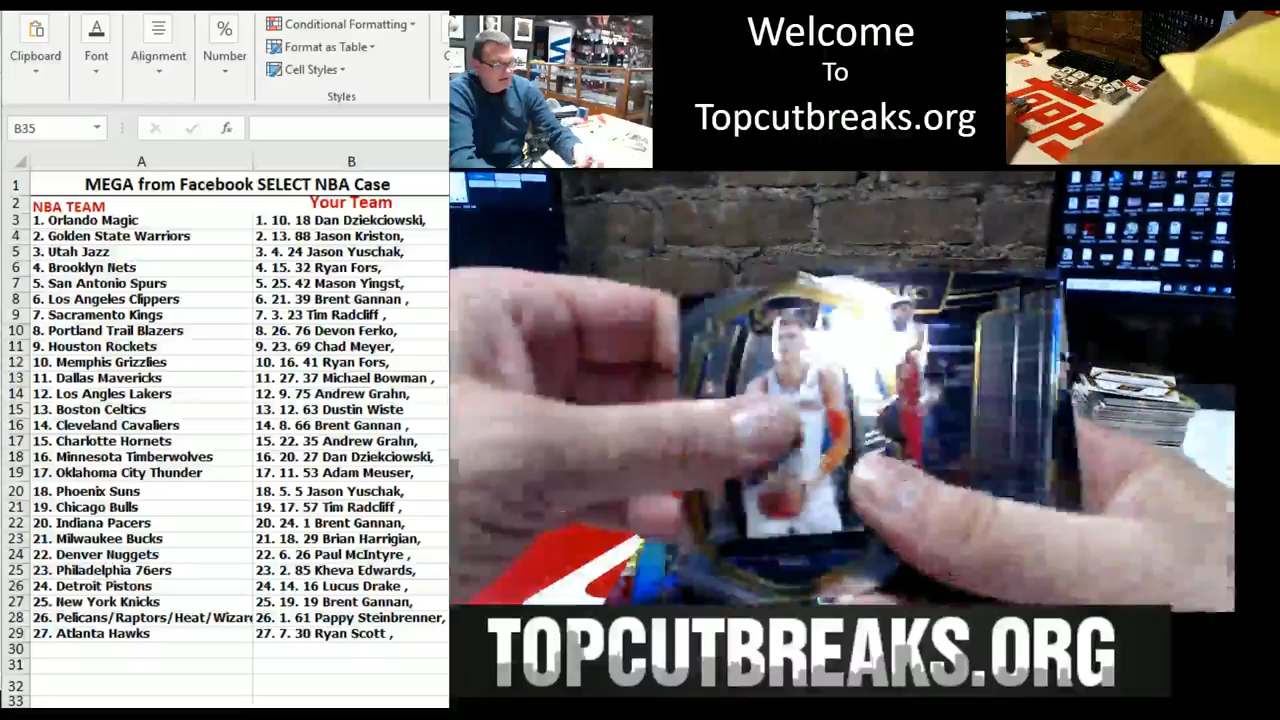 Clipboard
Font
Alignment
Number
Conditional Formatting
Format as Table
Cell Styles
Styles
B35
fx
A B
1 MEGA from Facebook SELECT NBA Case
2 NBA TEAM Your Team
3 1. Orlando Magic 1. 10. 18 Dan Dziekciowski,
4 2. Golden State Warriors 2. 13. 88 Jason Kriston,
5 3. Utah Jazz 3. 4. 24 Jason Yuschak,
6 4. Brooklyn Nets 4. 15. 32 Ryan Fors,
7 5. San Antonio Spurs 5. 25. 42 Mason Yingst,
8 6. Los Angeles Clippers 6. 21. 39 Brent Gannan ,
9 7. Sacramento Kings 7. 3. 23 Tim Radcliff ,
10 8. Portland Trail Blazers 8. 26. 76 Devon Ferko,
11 9. Houston Rockets 9. 23. 69 Chad Meyer,
12 10. Memphis Grizzlies 10. 16. 41 Ryan Fors,
13 11. Dallas Mavericks 11. 27. 37 Michael Bowman ,
14 12. Los Angles Lakers 12. 9. 75 Andrew Grahn,
15 13. Boston Celtics 13. 12. 63 Dustin Wiste
16 14. Cleveland Cavaliers 14. 8. 66 Brent Gannan ,
17 15. Charlotte Hornets 15. 22. 35 Andrew Grahn,
18 16. Minnesota Timberwolves 16. 20. 27 Dan Dziekciowski,
19 17. Oklahoma City Thunder 17. 11. 53 Adam Meuser,
20 18. Phoenix Suns 18. 5. 5 Jason Yuschak,
21 19. Chicago Bulls 19. 17. 57 Tim Radcliff ,
22 20. Indiana Pacers 20. 24. 1 Brent Gannan,
23 21. Milwaukee Bucks 21. 18. 29 Brian Harrigian,
24 22. Denver Nuggets 22. 6. 26 Paul McIntyre ,
25 23. Philadelphia 76ers 23. 2. 85 Kheva Edwards,
26 24. Detroit Pistons 24. 14. 16 Lucus Drake ,
27 25. New York Knicks 25. 19. 19 Brent Gannan,
28 26. Pelicans/Raptors/Heat/Wizar 26. 1. 61 Pappy Steinbrenner,
29 27. Atlanta Hawks 27. 7. 30 Ryan Scott ,
30
31
32
33
W
Welcome
To
Topcutbreaks.org
TOPP
TOPCUTBREAKS.ORG